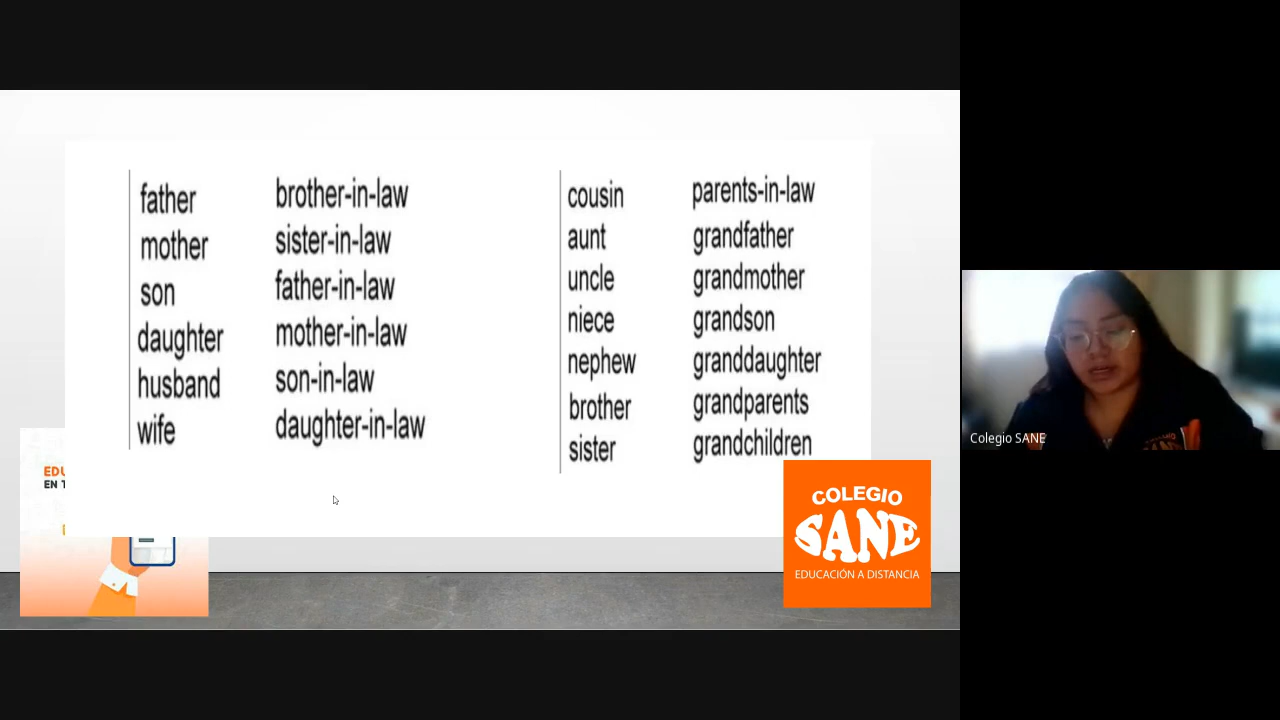 father
mother
son
daughter
husband
wife
brother-in-law
sister-in-law
father-in-law
mother-in-law
son-in-law
daughter-in-law
cousin
aunt
uncle
niece
nephew
brother
sister
parents-in-law
grandfather
grandmother
grandson
granddaughter
grandparents
grandchildren
EDU
EN T
COLEGIO
SANE
EDUCACIÓN A DISTANCIA
Colegio SANE